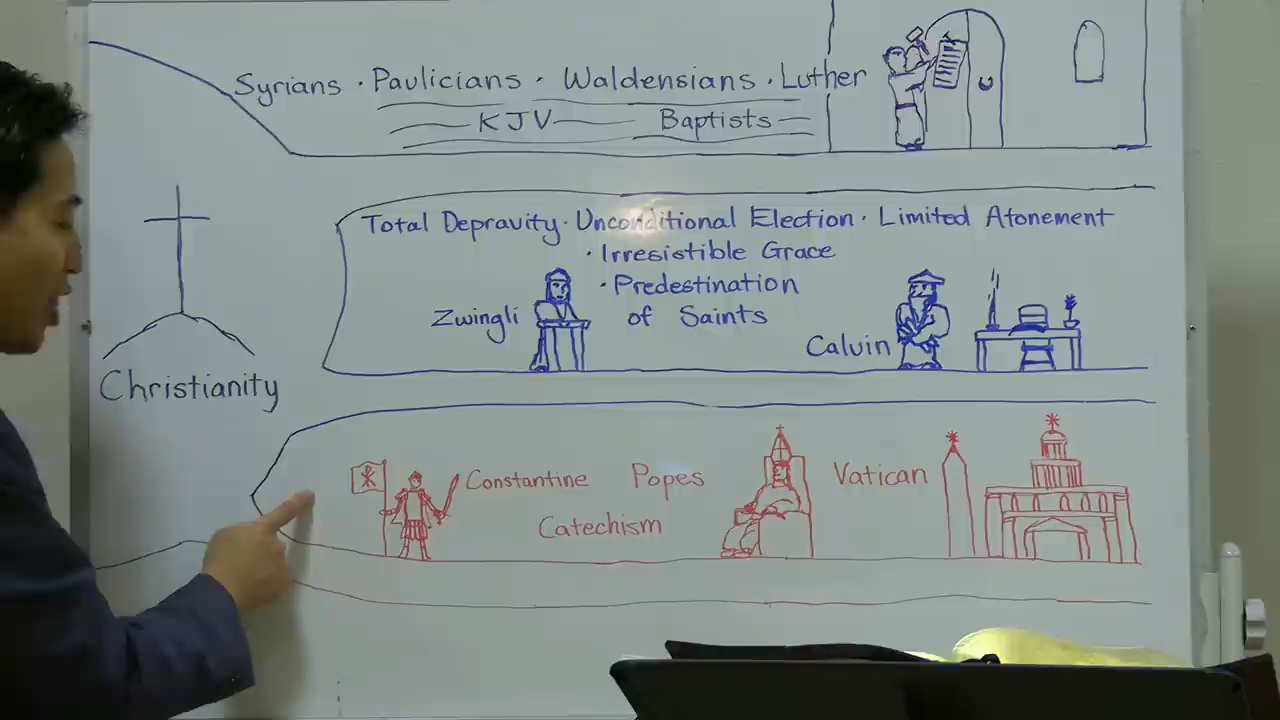 Syrians · Paulicians · Waldensians · Luther
KJV Baptists
Total Depravity · Unconditional Election · Limited Atonement
· Irresistible Grace
· Predestination
of Saints
Zwingli
Calvin
Christianity
Constantine Popes Vatican
Catechism